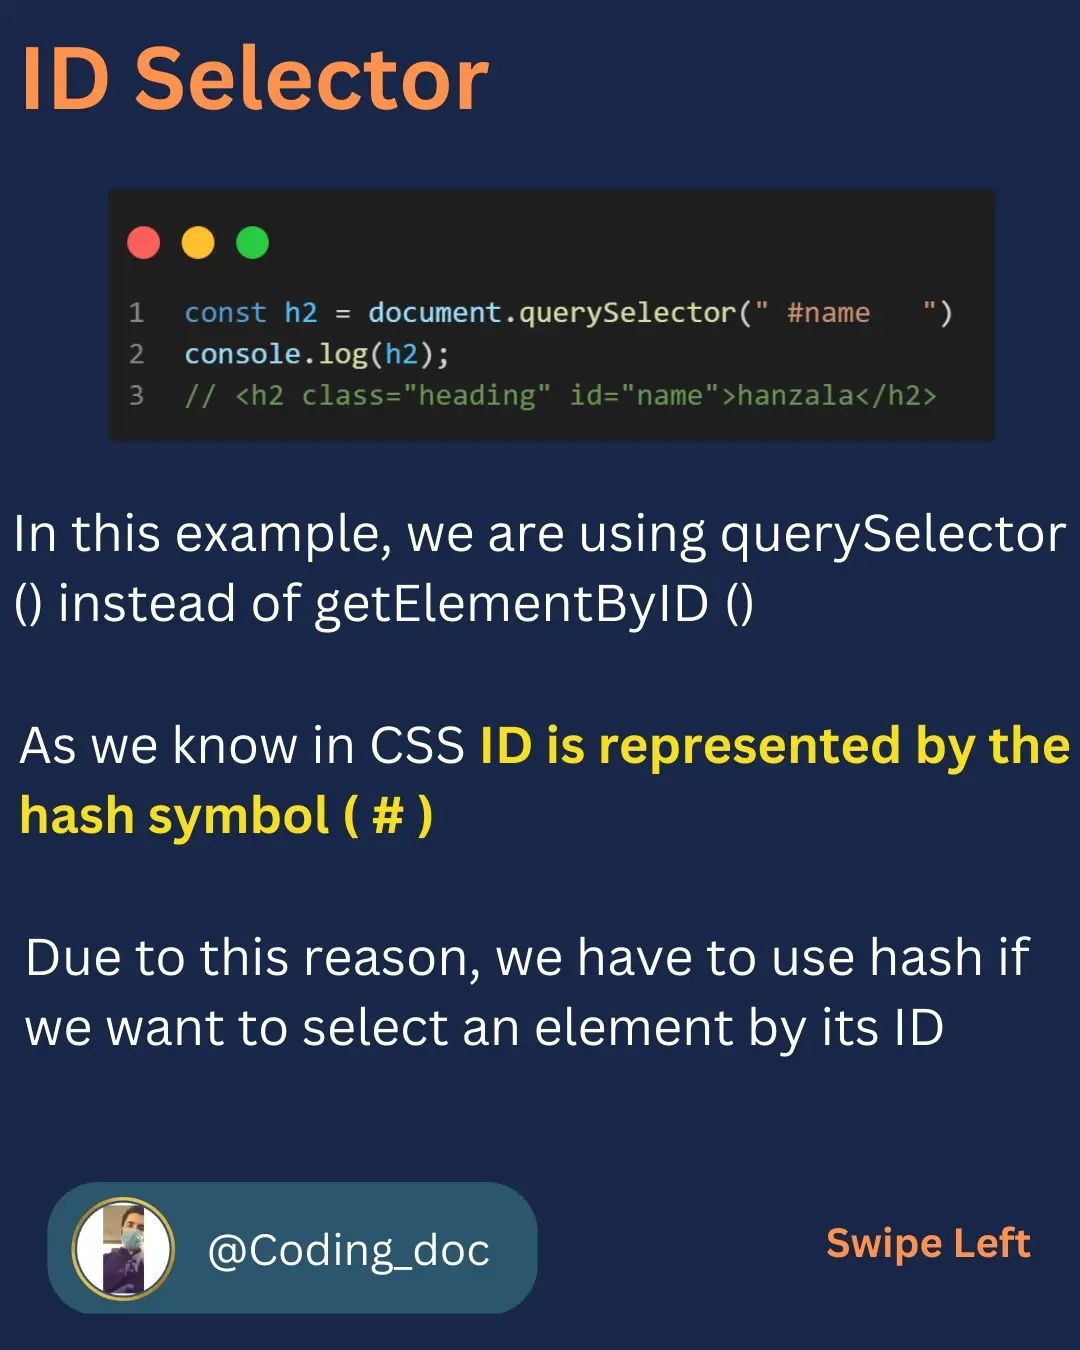 ID Selector
1 const h2 = document.querySelector(" #name   ")
2 console.log(h2);
3 // <h2 class="heading" id="name">hanzala</h2>
In this example, we are using querySelector
() instead of getElementByID ()
As we know in CSS ID is represented by the
hash symbol ( # )
Due to this reason, we have to use hash if
we want to select an element by its ID
@Coding_doc
Swipe Left